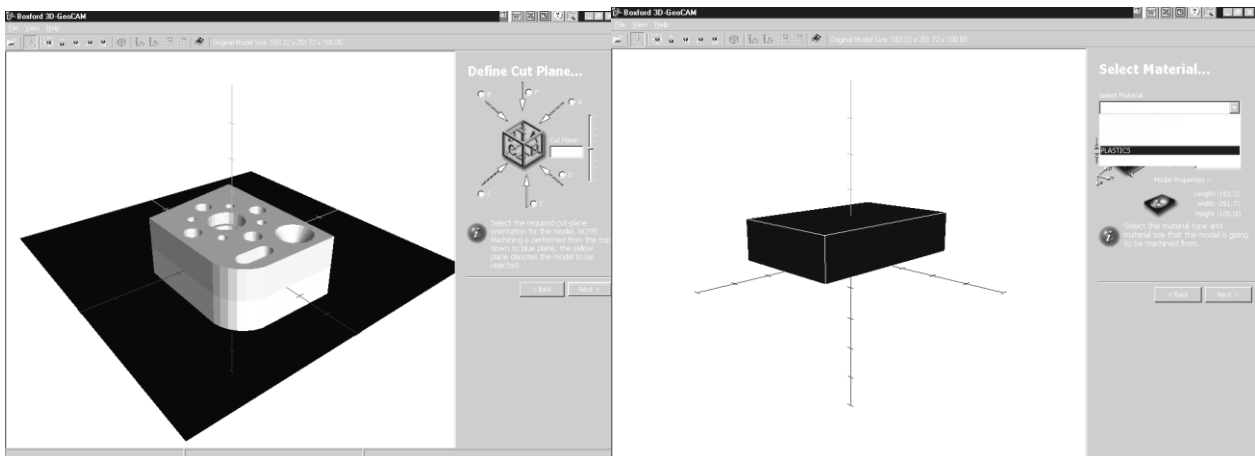 Boxford 3D-GeoCAM
File View Help
Original Model Size :183.22 x 251.72 x 100.00
Define Cut Plane...
B
P
A
Cut Plane:
C
D
E
Select the required cut-plane
orientation for the model. NOTE:
Machining is performed from the top
down to blue plane, the yellow
plane denotes the model to be
rejected.
< Back
Next >
Boxford 3D-GeoCAM
File View Help
Original Model Size :183.22 x 251.72 x 100.00
Select Material...
Select Material :
PLASTICS
Model Properties :-
Length :183.22
Width :251.72
Height :100.00
Select the material type and
material size that the model is going
to be machined from.
< Back
Next >